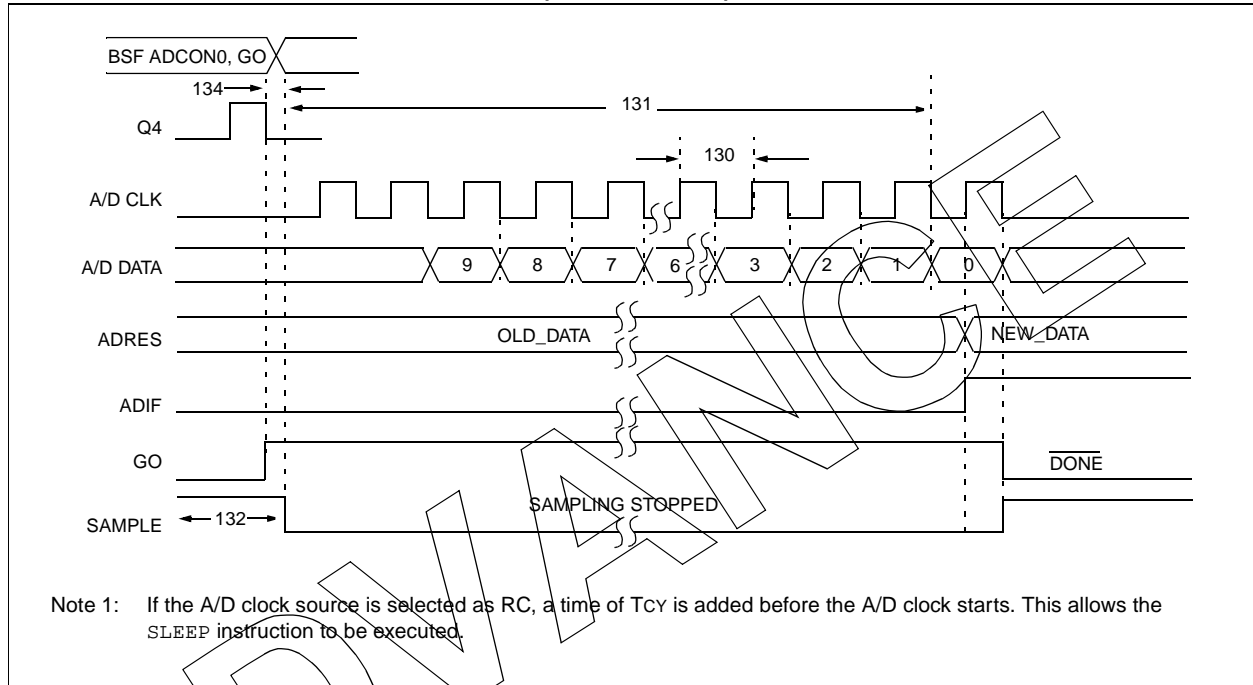 BSF ADCON0, GO
134
131
Q4
130
A/D CLK
A/D DATA 9 8 7 6 3 2 1 0
ADRES OLD_DATA NEW_DATA
ADIF
GO DONE
SAMPLING STOPPED
SAMPLE 132
Note 1: If the A/D clock source is selected as RC, a time of TCY is added before the A/D clock starts. This allows the
SLEEP instruction to be executed.
ADVANCE